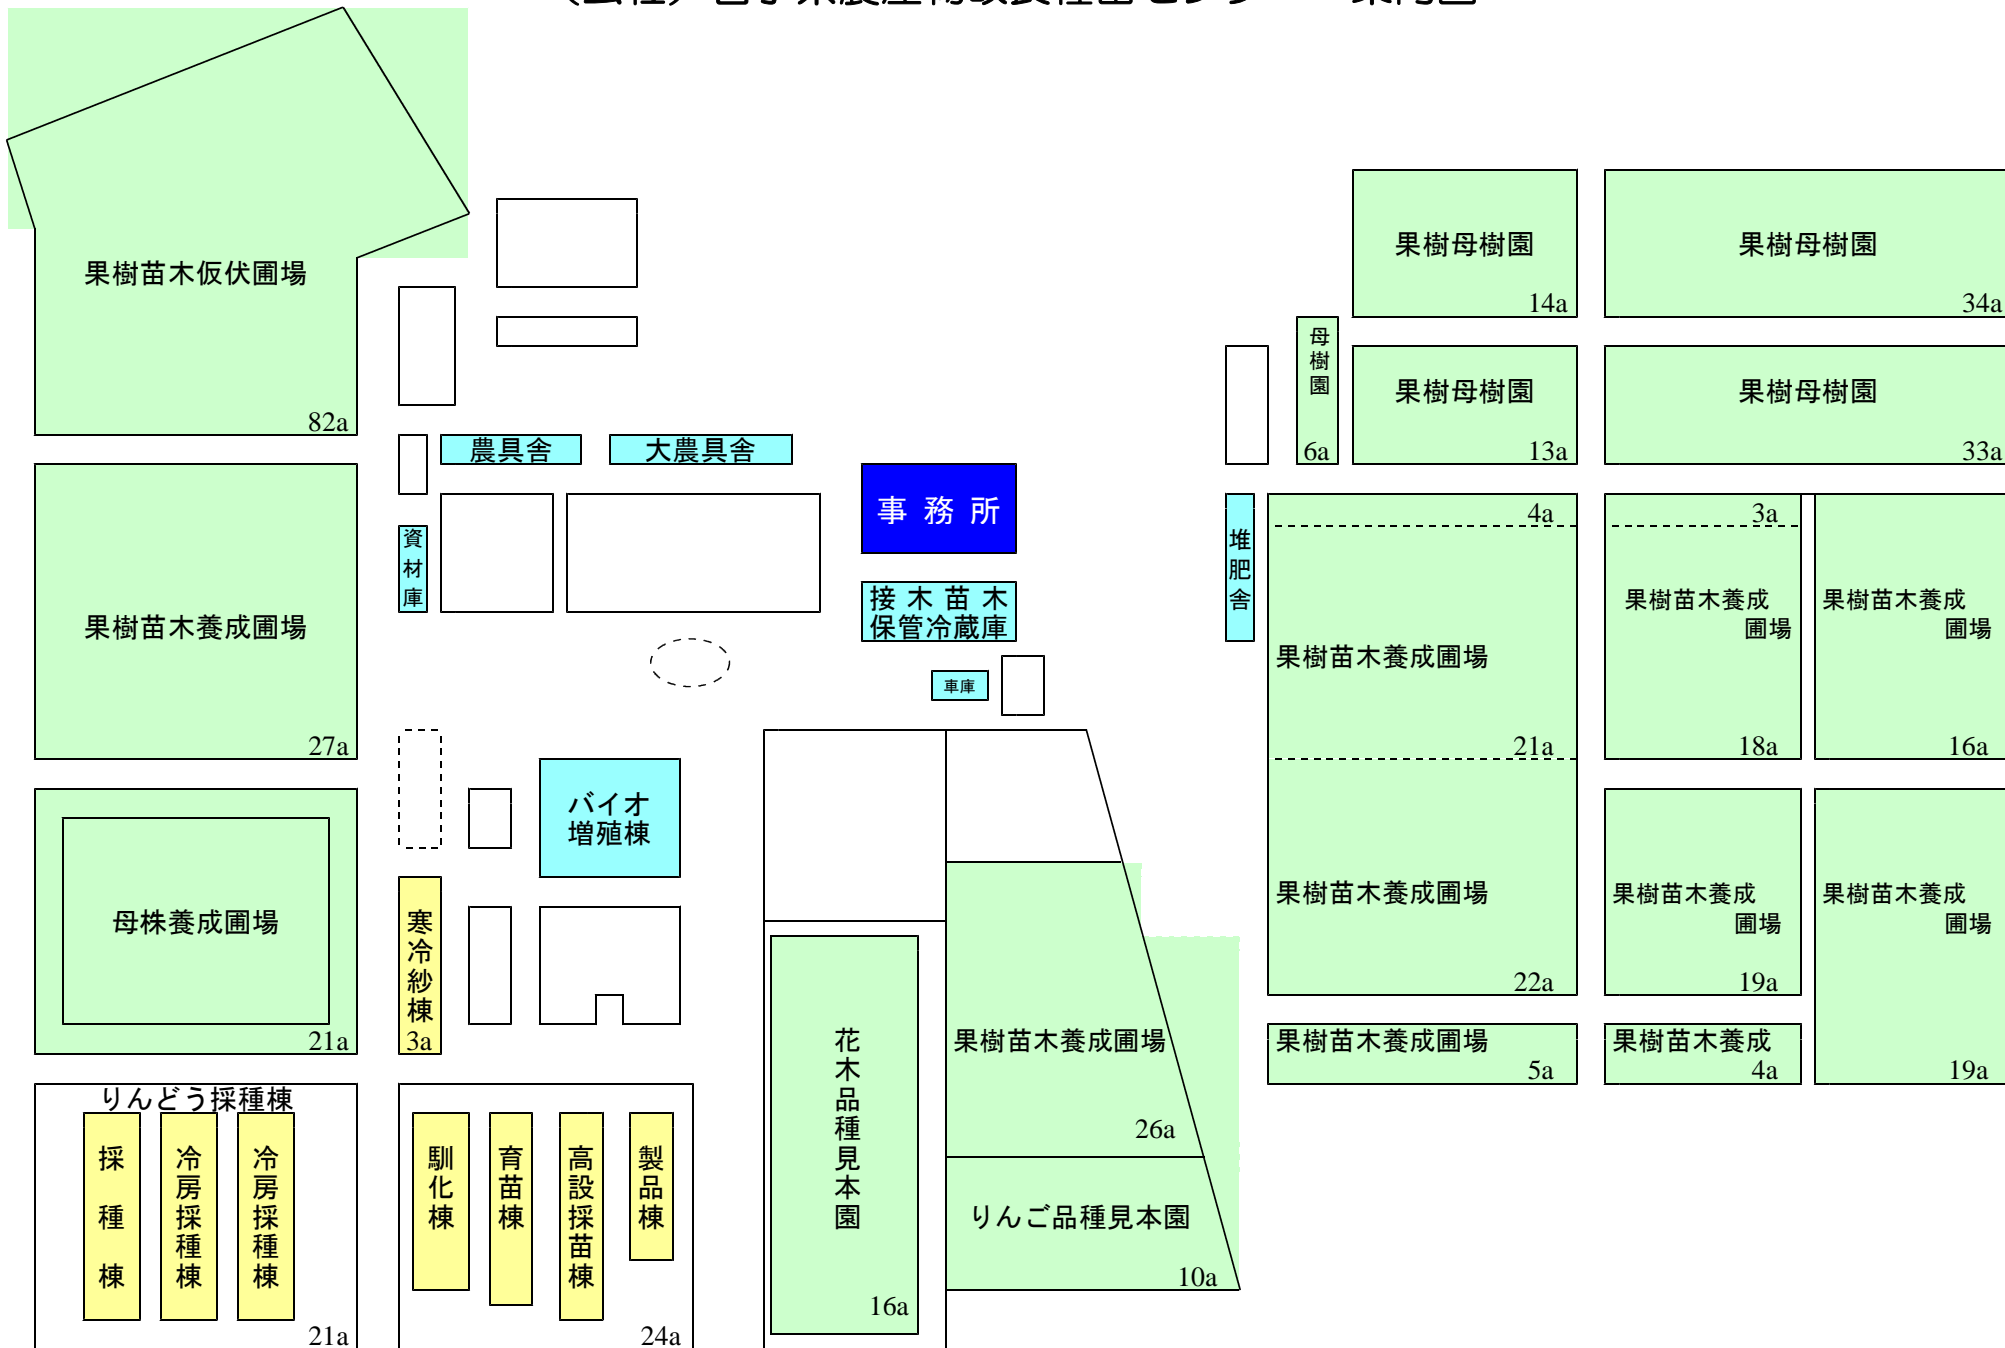 果樹苗木仮伏圃場
82a
果樹苗木養成圃場
27a
母株養成圃場
21a
りんどう採種棟
採種棟
冷房採種棟
冷房採種棟
21a
農具舎
大農具舎
資材庫
事務所
接木苗木
保管冷蔵庫
車庫
バイオ
増殖棟
寒冷紗棟
3a
馴化棟
育苗棟
高設採苗棟
製品棟
24a
花木品種見本園
16a
果樹苗木養成圃場
26a
りんご品種見本園
10a
堆肥舎
母樹園
6a
果樹母樹園
14a
果樹母樹園
34a
果樹母樹園
13a
果樹母樹園
33a
4a
果樹苗木養成圃場
21a
果樹苗木養成圃場
22a
果樹苗木養成圃場
5a
3a
果樹苗木養成
圃場
18a
果樹苗木養成
圃場
16a
果樹苗木養成
圃場
19a
果樹苗木養成
圃場
19a
果樹苗木養成
4a